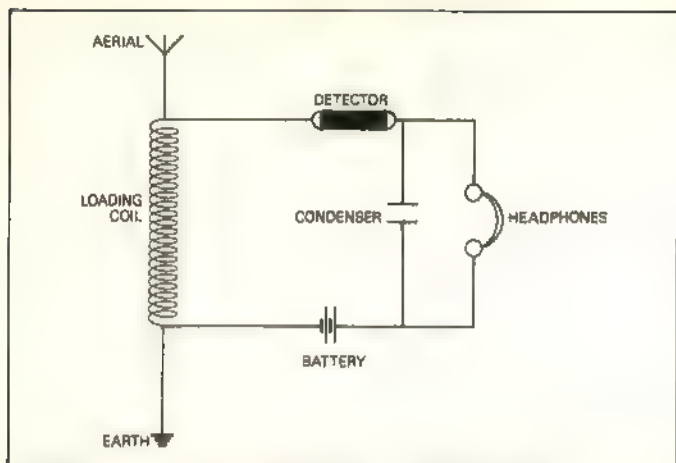 AERIAL
DETECTOR
LOADING
COIL
CONDENSER
HEADPHONES
BATTERY
EARTH